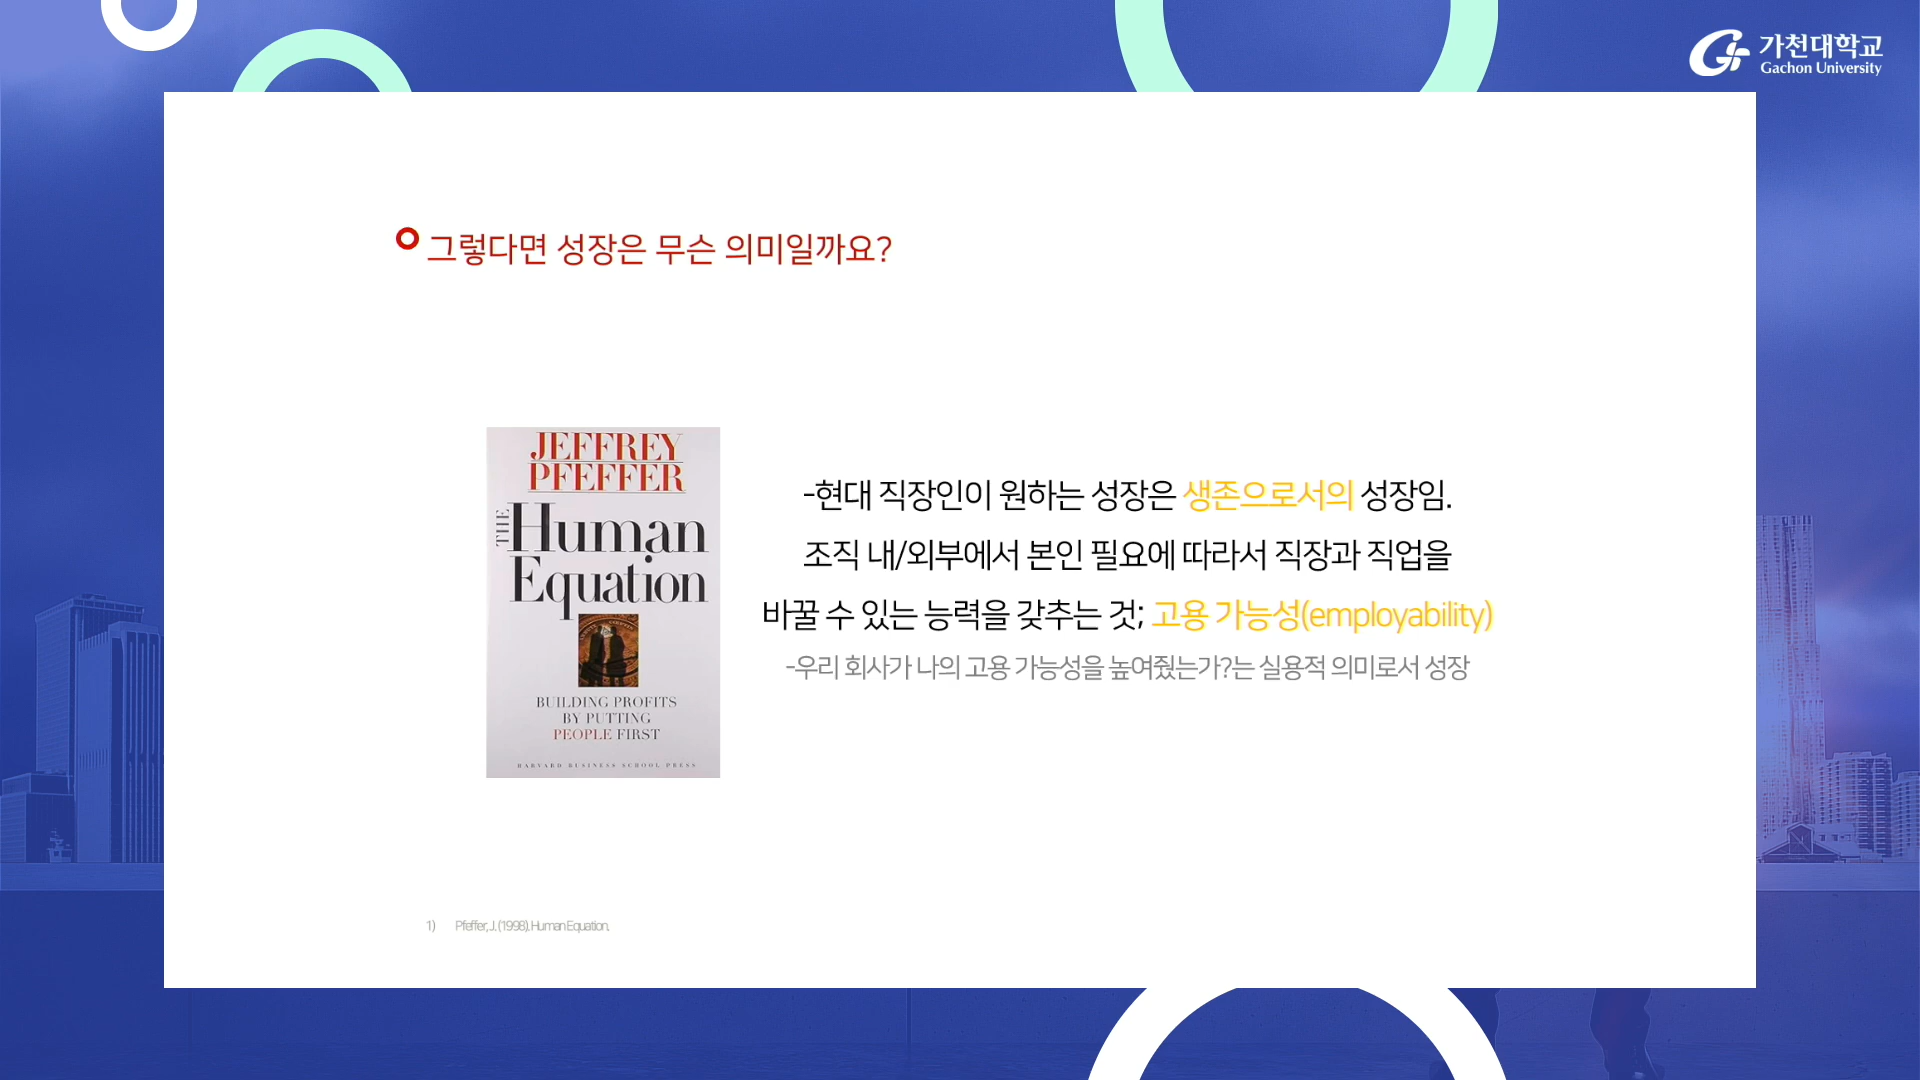 가천대학교
Gachon University
그렇다면 성장은 무슨 의미일까요?
JEFFREY
PFEFFER
THE
Human
Equation
BUILDING PROFITS
BY PUTTING
PEOPLE FIRST
HARVARD BUSINESS SCHOOL PRESS
-현대 직장인이 원하는 성장은 생존으로서의 성장임.
조직 내/외부에서 본인 필요에 따라서 직장과 직업을
바꿀 수 있는 능력을 갖추는 것; 고용 가능성(employability)
-우리 회사가 나의 고용 가능성을 높여줬는가?는 실용적 의미로서 성장
1) Pfeffer, J. (1998). Human Equation.